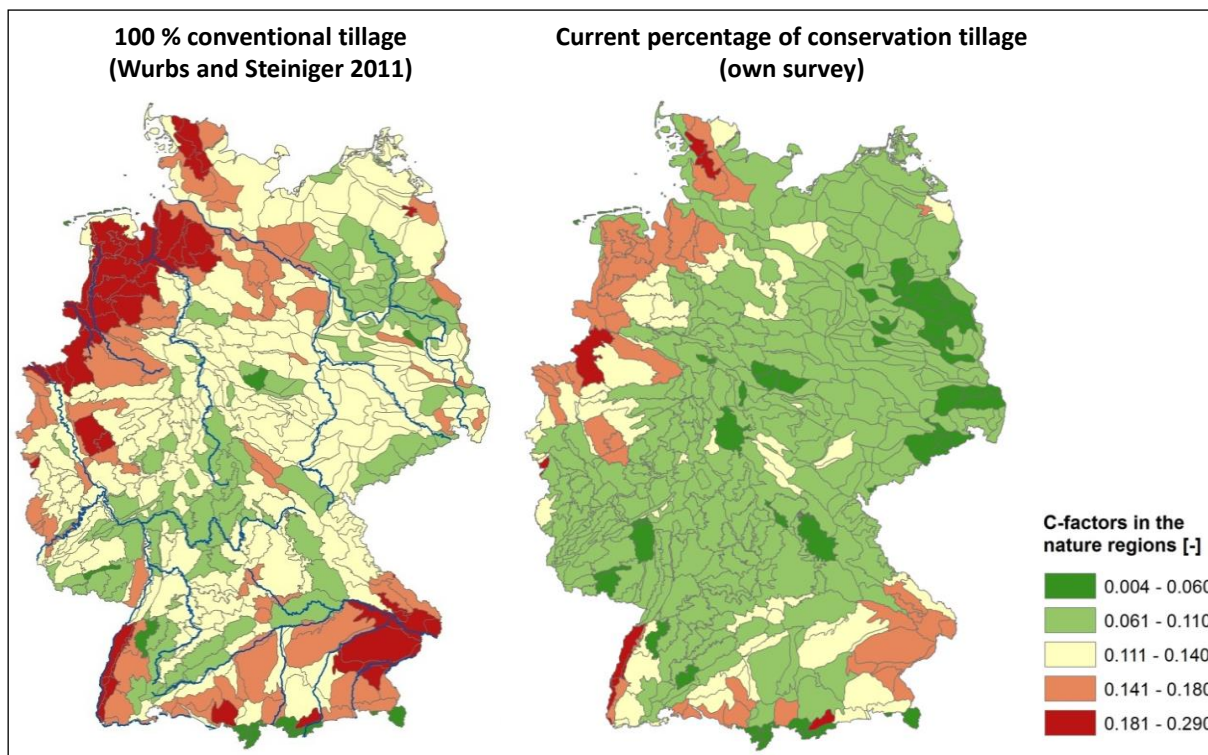 100 % conventional tillage
(Wurbs and Steiniger 2011)
Current percentage of conservation tillage
(own survey)
C-factors in the
nature regions [-]
0.004 - 0.060
0.061 - 0.110
0.111 - 0.140
0.141 - 0.180
0.181 - 0.290